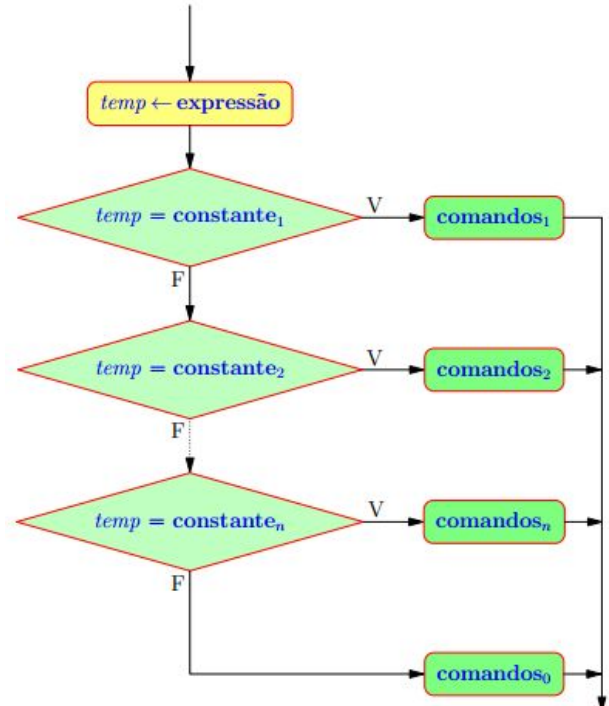 temp ← expressão
temp = constante₁
V
comandos₁
F
temp = constante₂
V
comandos₂
F
temp = constanteₙ
V
comandosₙ
F
comandos₀